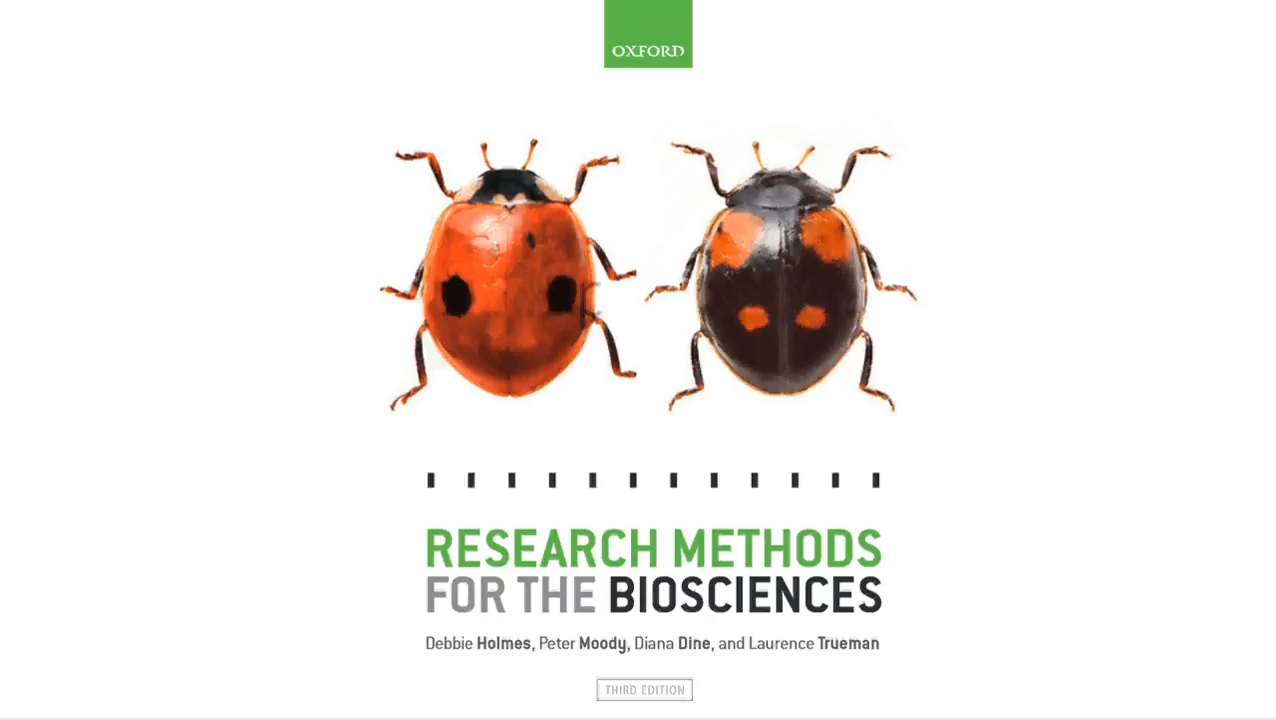 OXFORD
RESEARCH METHODS
FOR THE BIOSCIENCES
Debbie Holmes, Peter Moody, Diana Dine, and Laurence Trueman
THIRD EDITION